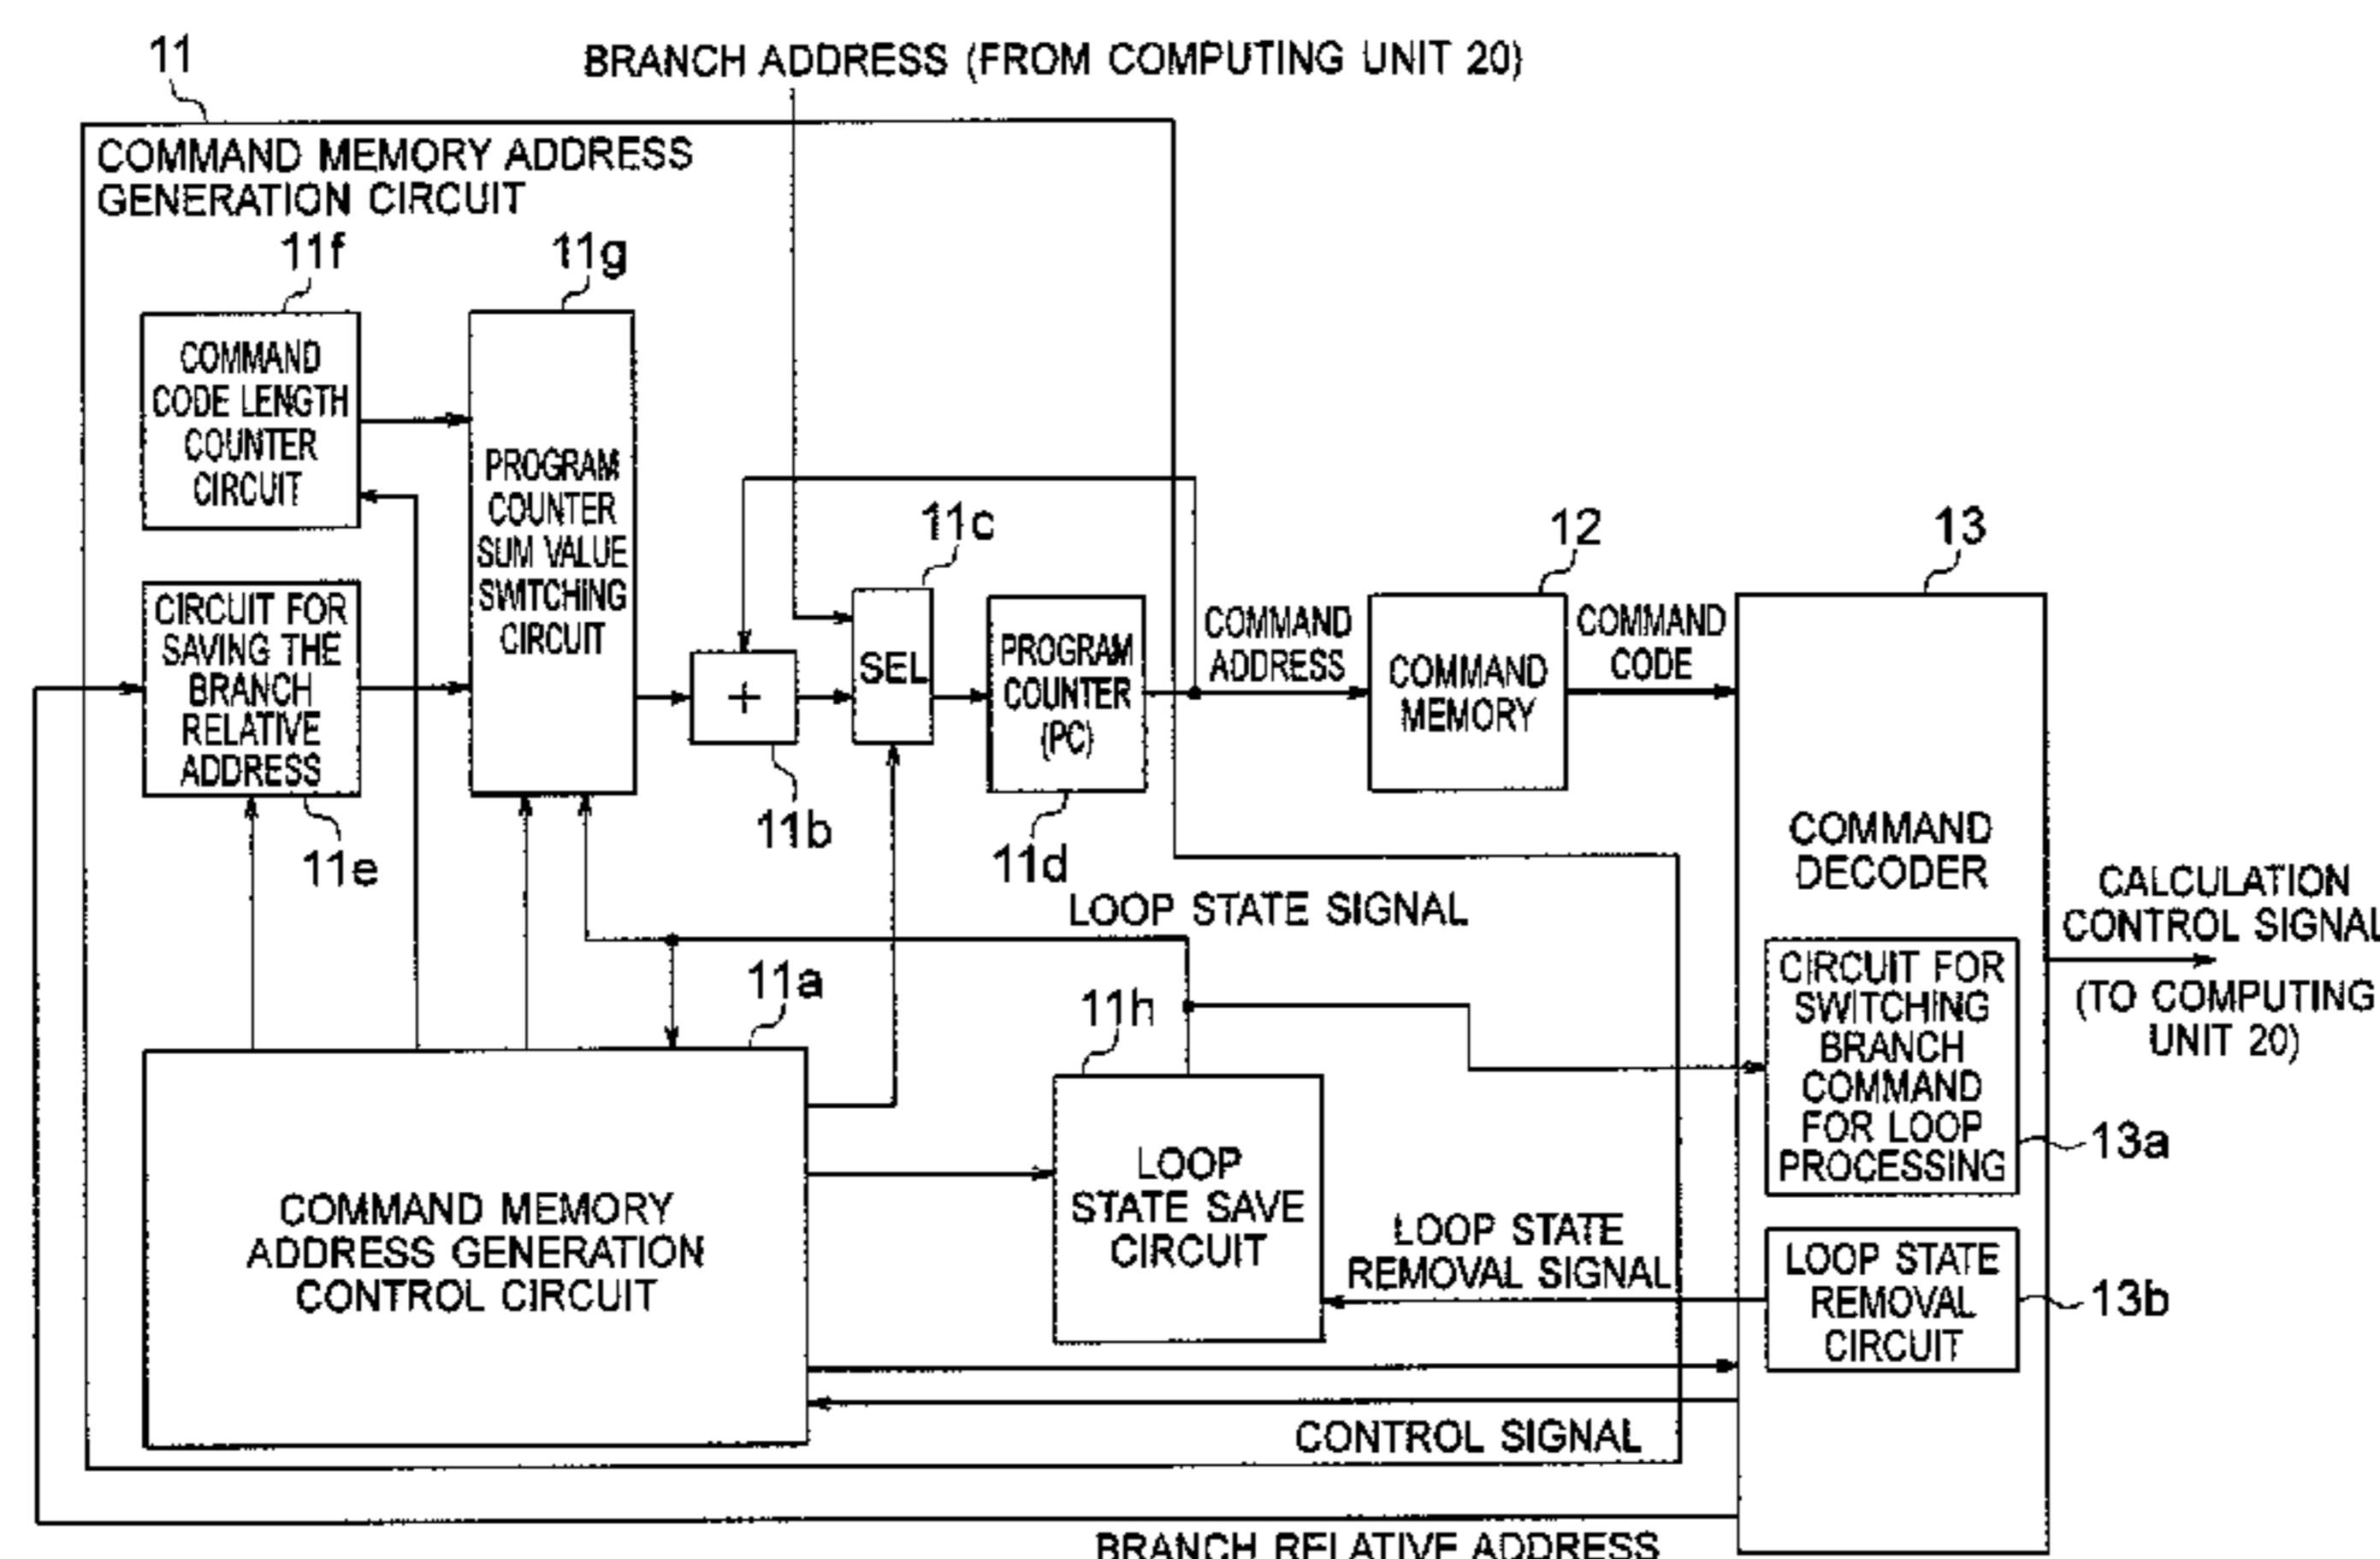 11
BRANCH ADDRESS (FROM COMPUTING UNIT 20)
COMMAND MEMORY ADDRESS
GENERATION CIRCUIT
11f
11g
COMMAND
CODE LENGTH
COUNTER
CIRCUIT
PROGRAM
COUNTER
SUM VALUE
SWITCHING
CIRCUIT
11c
12
13
CIRCUIT FOR
SAVING THE
BRANCH
RELATIVE
ADDRESS
+
SEL
PROGRAM
COUNTER
(PC)
COMMAND
ADDRESS
COMMAND
MEMORY
COMMAND
CODE
11e
11b
11d
COMMAND
DECODER
CALCULATION
CONTROL SIGNAL
(TO COMPUTING
UNIT 20)
LOOP STATE SIGNAL
11a
11h
CIRCUIT FOR
SWITCHING
BRANCH
COMMAND
FOR LOOP
PROCESSING
13a
COMMAND MEMORY
ADDRESS GENERATION
CONTROL CIRCUIT
LOOP
STATE SAVE
CIRCUIT
LOOP STATE
REMOVAL SIGNAL
LOOP STATE
REMOVAL
CIRCUIT
13b
CONTROL SIGNAL
BRANCH RELATIVE ADDRESS